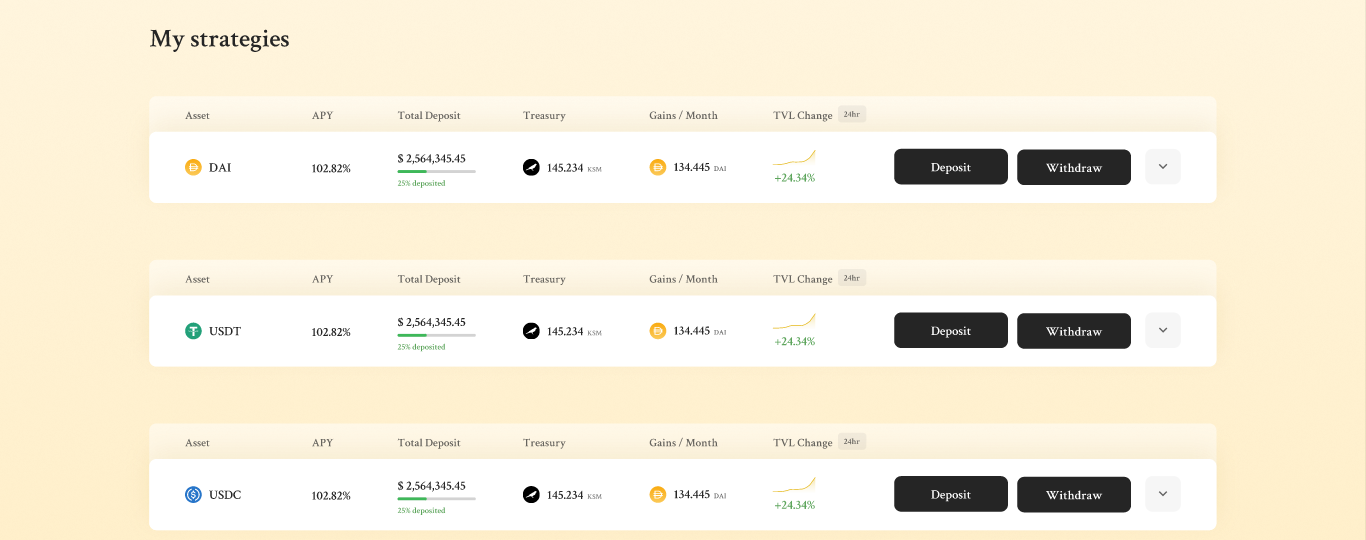 My strategies
Asset APY Total Deposit Treasury Gains / Month TVL Change 24hr
DAI 102.82% $ 2,564,345.45 25% deposited 145.234 KSM 134.445 DAI +24.34% Deposit Withdraw
Asset APY Total Deposit Treasury Gains / Month TVL Change 24hr
USDT 102.82% $ 2,564,345.45 25% deposited 145.234 KSM 134.445 DAI +24.34% Deposit Withdraw
Asset APY Total Deposit Treasury Gains / Month TVL Change 24hr
USDC 102.82% $ 2,564,345.45 25% deposited 145.234 KSM 134.445 DAI +24.34% Deposit Withdraw